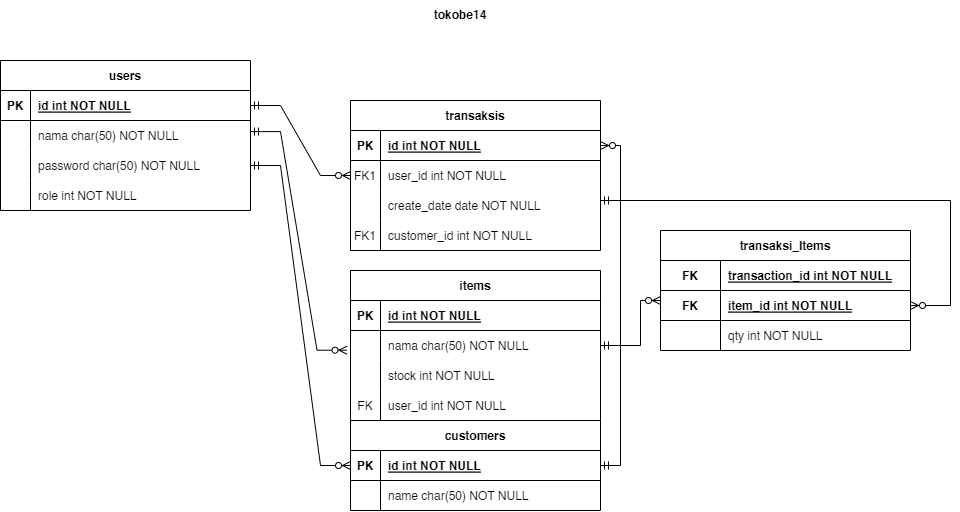 tokobe14
users
PK id int NOT NULL
nama char(50) NOT NULL
password char(50) NOT NULL
role int NOT NULL
transaksis
PK id int NOT NULL
FK1 user_id int NOT NULL
create_date date NOT NULL
FK1 customer_id int NOT NULL
transaksi_Items
FK transaction_id int NOT NULL
FK item_id int NOT NULL
qty int NOT NULL
items
PK id int NOT NULL
nama char(50) NOT NULL
stock int NOT NULL
FK user_id int NOT NULL
customers
PK id int NOT NULL
name char(50) NOT NULL